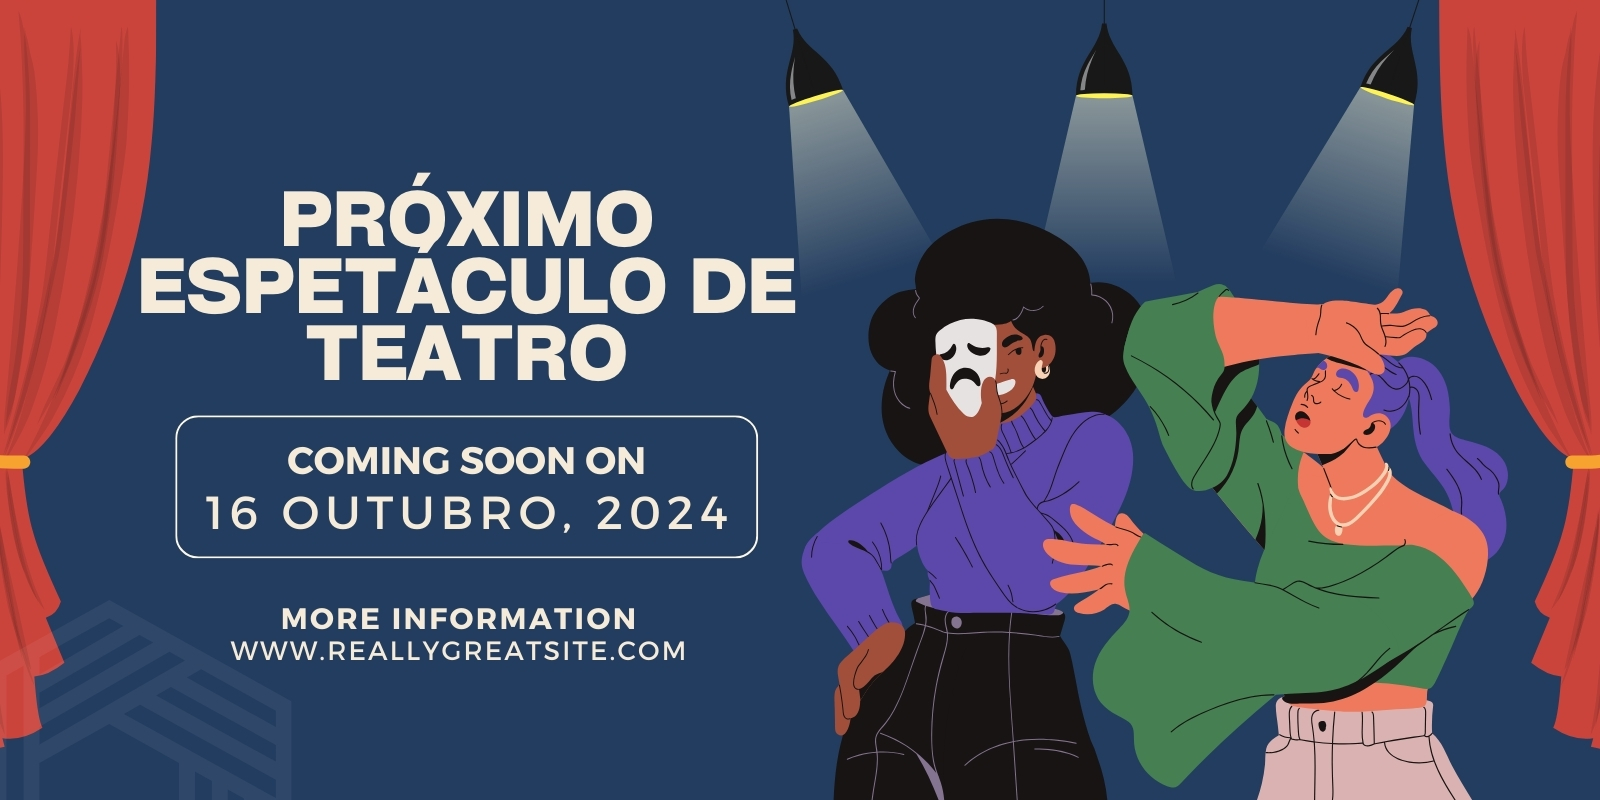 PRÓXIMO
ESPETÁCULO DE
TEATRO
COMING SOON ON
16 OUTUBRO, 2024
MORE INFORMATION
WWW.REALLYGREATSITE.COM